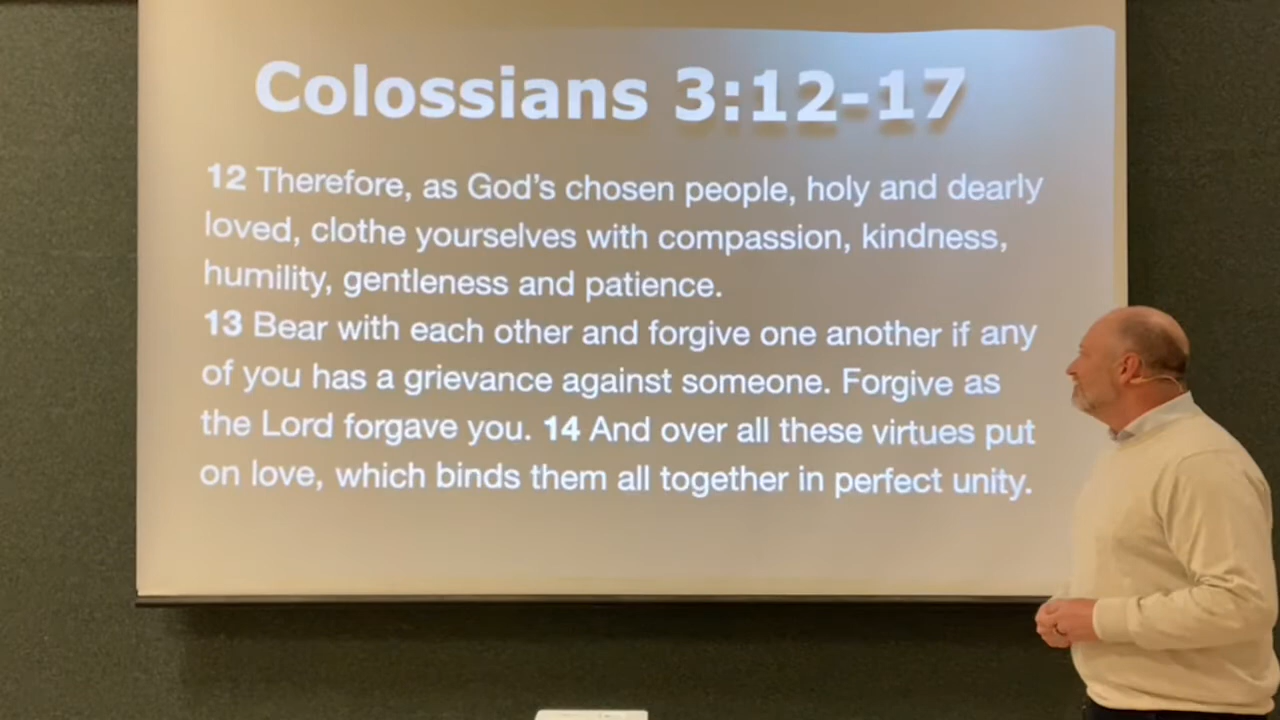 Colossians 3:12-17
12 Therefore, as God's chosen people, holy and dearly
loved, clothe yourselves with compassion, kindness,
humility, gentleness and patience.
13 Bear with each other and forgive one another if any
of you has a grievance against someone. Forgive as
the Lord forgave you. 14 And over all these virtues put
on love, which binds them all together in perfect unity.